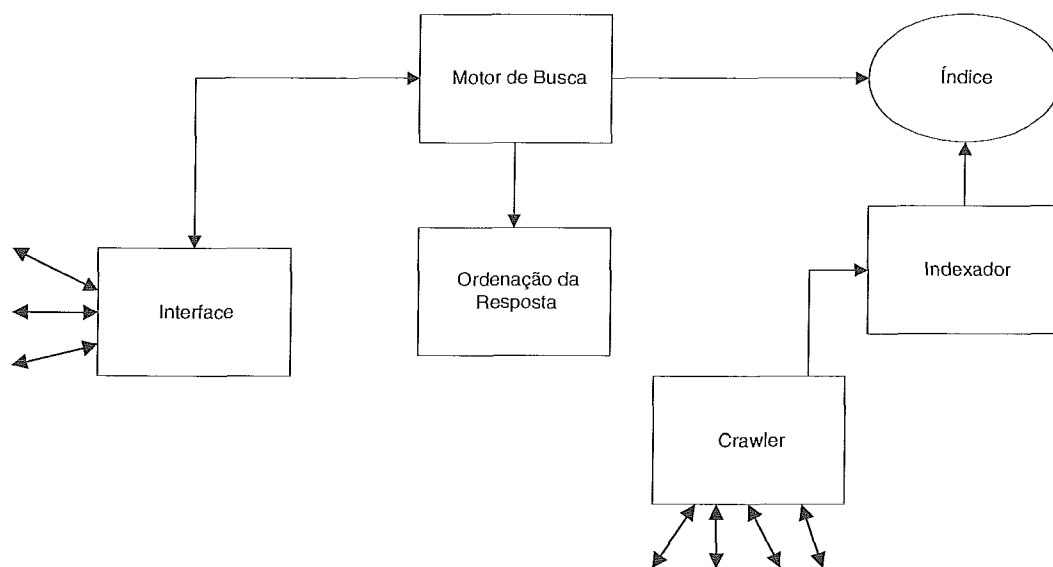 Motor de Busca
Índice
Ordenação da
Resposta
Indexador
Interface
Crawler